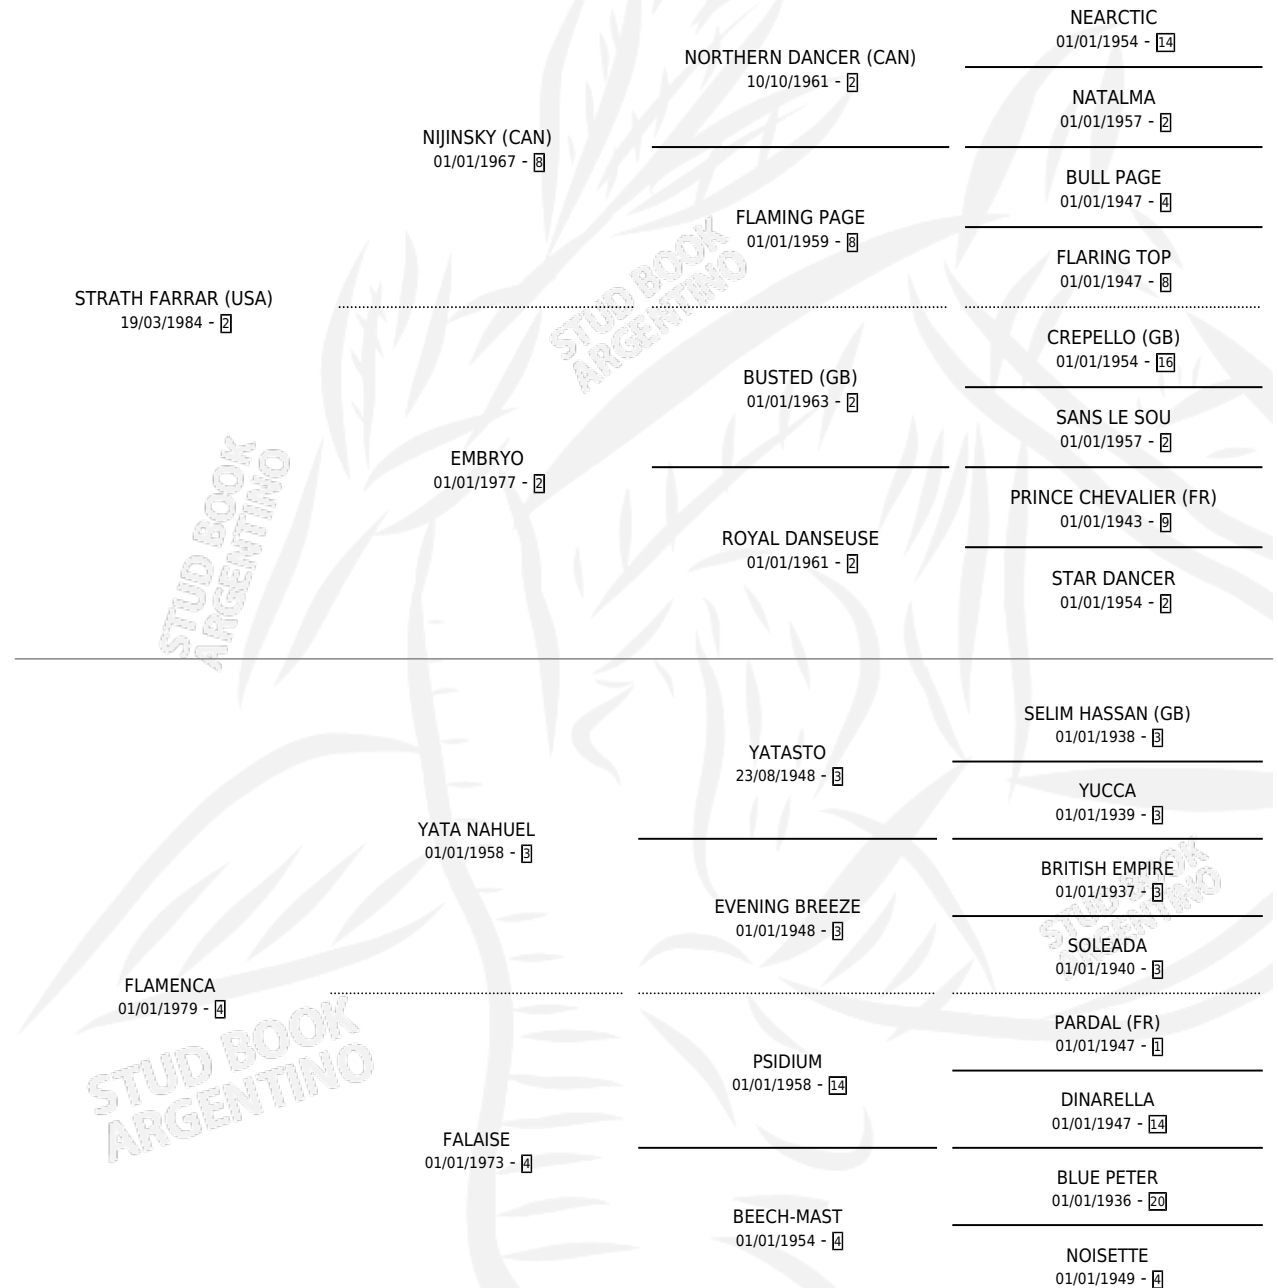 NEARCTIC
01/01/1954 - 14
NORTHERN DANCER (CAN)
10/10/1961 - 2
NATALMA
01/01/1957 - 2
NIJINSKY (CAN)
01/01/1967 - 8
BULL PAGE
01/01/1947 - 4
FLAMING PAGE
01/01/1959 - 8
FLARING TOP
01/01/1947 - 8
STRATH FARRAR (USA)
19/03/1984 - 2
CREPELLO (GB)
01/01/1954 - 16
BUSTED (GB)
01/01/1963 - 2
SANS LE SOU
01/01/1957 - 2
EMBRYO
01/01/1977 - 2
PRINCE CHEVALIER (FR)
01/01/1943 - 9
ROYAL DANSEUSE
01/01/1961 - 2
STAR DANCER
01/01/1954 - 2
SELIM HASSAN (GB)
01/01/1938 - 3
YATASTO
23/08/1948 - 3
YUCCA
01/01/1939 - 3
YATA NAHUEL
01/01/1958 - 3
BRITISH EMPIRE
01/01/1937 - 3
EVENING BREEZE
01/01/1948 - 3
SOLEADA
01/01/1940 - 3
FLAMENCA
01/01/1979 - 4
PARDAL (FR)
01/01/1947 - 1
PSIDIUM
01/01/1958 - 14
DINARELLA
01/01/1947 - 14
FALAISE
01/01/1973 - 4
BLUE PETER
01/01/1936 - 20
BEECH-MAST
01/01/1954 - 4
NOISETTE
01/01/1949 - 4
STUD BOOK
ARGENTINO
STUD BOOK
ARGENTINO
STUD BOOK
ARGENTINO
STUD BOOK
ARGENTINO